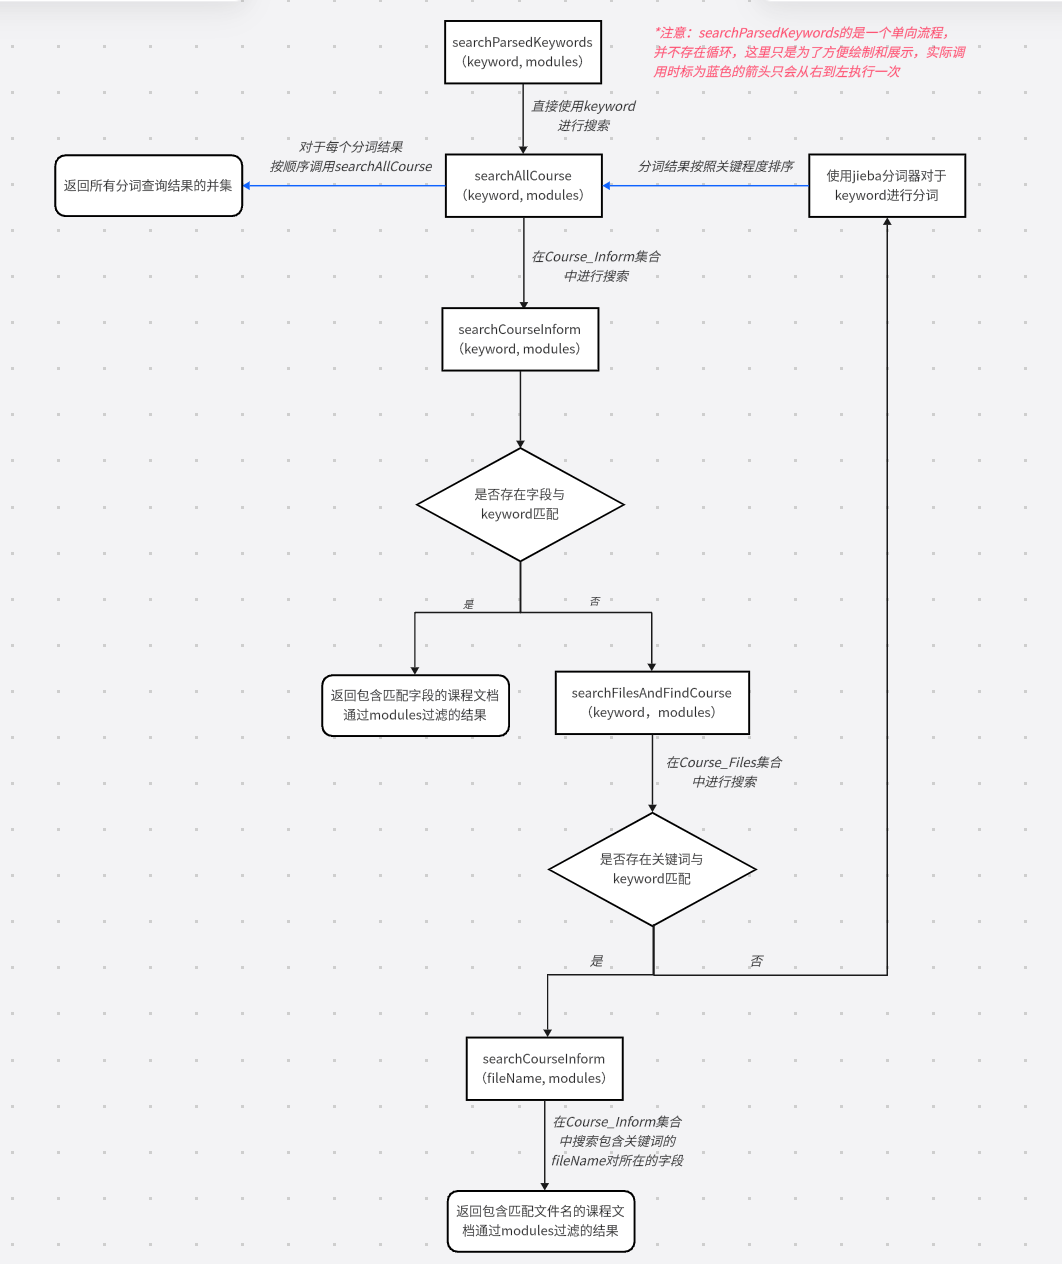 searchParsedKeywords
（keyword, modules）
*注意：searchParsedKeywords的是一个单向流程，
并不存在循环，这里只是为了方便绘制和展示，实际调
用时标为蓝色的箭头只会从右到左执行一次
直接使用keyword
进行搜索
对于每个分词结果
按顺序调用searchAllCourse
返回所有分词查询结果的并集
searchAllCourse
（keyword, modules）
分词结果按照关键程度排序
使用jieba分词器对于
keyword进行分词
在Course_Inform集合
中进行搜索
searchCourseInform
（keyword, modules）
是否存在字段与
keyword匹配
是
否
返回包含匹配字段的课程文档
通过modules过滤的结果
searchFilesAndFindCourse
（keyword，modules）
在Course_Files集合
中进行搜索
是否存在关键词与
keyword匹配
是
否
searchCourseInform
（fileName, modules）
在Course_Inform集合
中搜索包含关键词的
fileName对所在的字段
返回包含匹配文件名的课程文
档通过modules过滤的结果